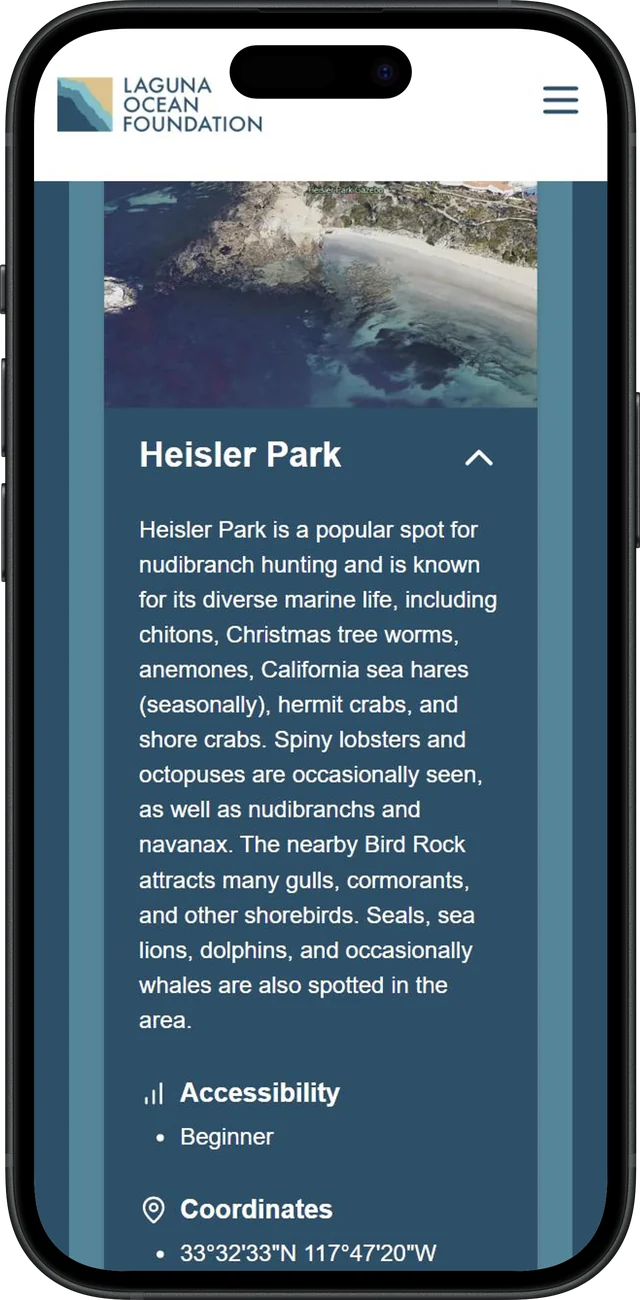 LAGUNA
OCEAN
FOUNDATION
Heisler Park Gazebo
Heisler Park
Heisler Park is a popular spot for
nudibranch hunting and is known
for its diverse marine life, including
chitons, Christmas tree worms,
anemones, California sea hares
(seasonally), hermit crabs, and
shore crabs. Spiny lobsters and
octopuses are occasionally seen,
as well as nudibranchs and
navanax. The nearby Bird Rock
attracts many gulls, cormorants,
and other shorebirds. Seals, sea
lions, dolphins, and occasionally
whales are also spotted in the
area.
Accessibility
• Beginner
Coordinates
• 33°32'33"N 117°47'20"W